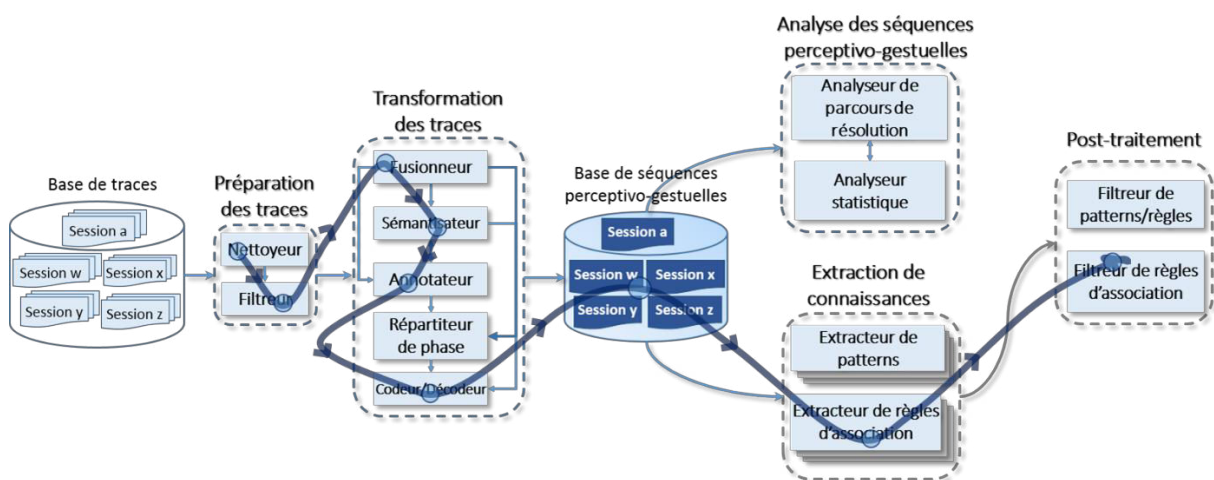 Base de traces
Session a
Session w
Session x
Session y
Session z
Préparation
des traces
Nettoyeur
Filtreur
Transformation
des traces
Fusionneur
Sémantisateur
Annotateur
Répartiteur
de phase
Codeur/Décodeur
Base de séquences
perceptivo-gestuelles
Session a
Session w
Session x
Session y
Session z
Analyse des séquences
perceptivo-gestuelles
Analyseur de
parcours de
résolution
Analyseur
statistique
Extraction de
connaissances
Extracteur de
patterns
Extracteur de règles
d'association
Post-traitement
Filtreur de
patterns/règles
Filtreur de règles
d'association